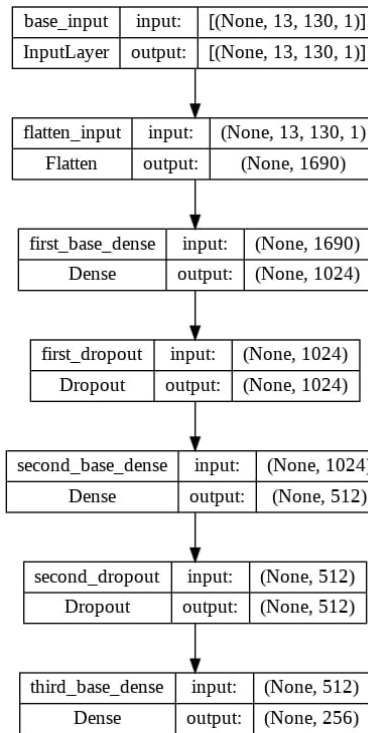 base_input input: [(None, 13, 130, 1)]
InputLayer output: [(None, 13, 130, 1)]
flatten_input input: (None, 13, 130, 1)
Flatten output: (None, 1690)
first_base_dense input: (None, 1690)
Dense output: (None, 1024)
first_dropout input: (None, 1024)
Dropout output: (None, 1024)
second_base_dense input: (None, 1024)
Dense output: (None, 512)
second_dropout input: (None, 512)
Dropout output: (None, 512)
third_base_dense input: (None, 512)
Dense output: (None, 256)